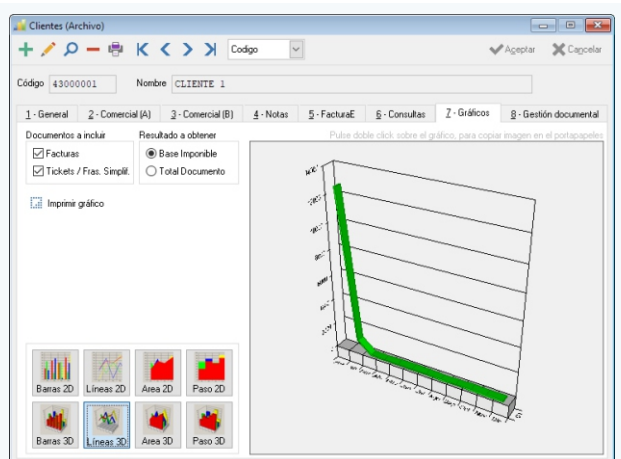 Clientes (Archivo)
Codigo
Aceptar Cancelar
Código 43000001 Nombre CLIENTE 1
1 - General 2 - Comercial (A) 3 - Comercial (B) 4 - Notas 5 - FacturaE 6 - Consultas 7 - Gráficos 8 - Gestión documental
Documentos a incluir Resultado a obtener Pulse doble click sobre el gráfico, para copiar imagen en el portapapeles
Facturas Base Imponible
Tickets / Fras. Simplif. Total Documento
Imprimir gráfico
Barras 2D Líneas 2D Area 2D Paso 2D
Barras 3D Líneas 3D Area 3D Paso 3D